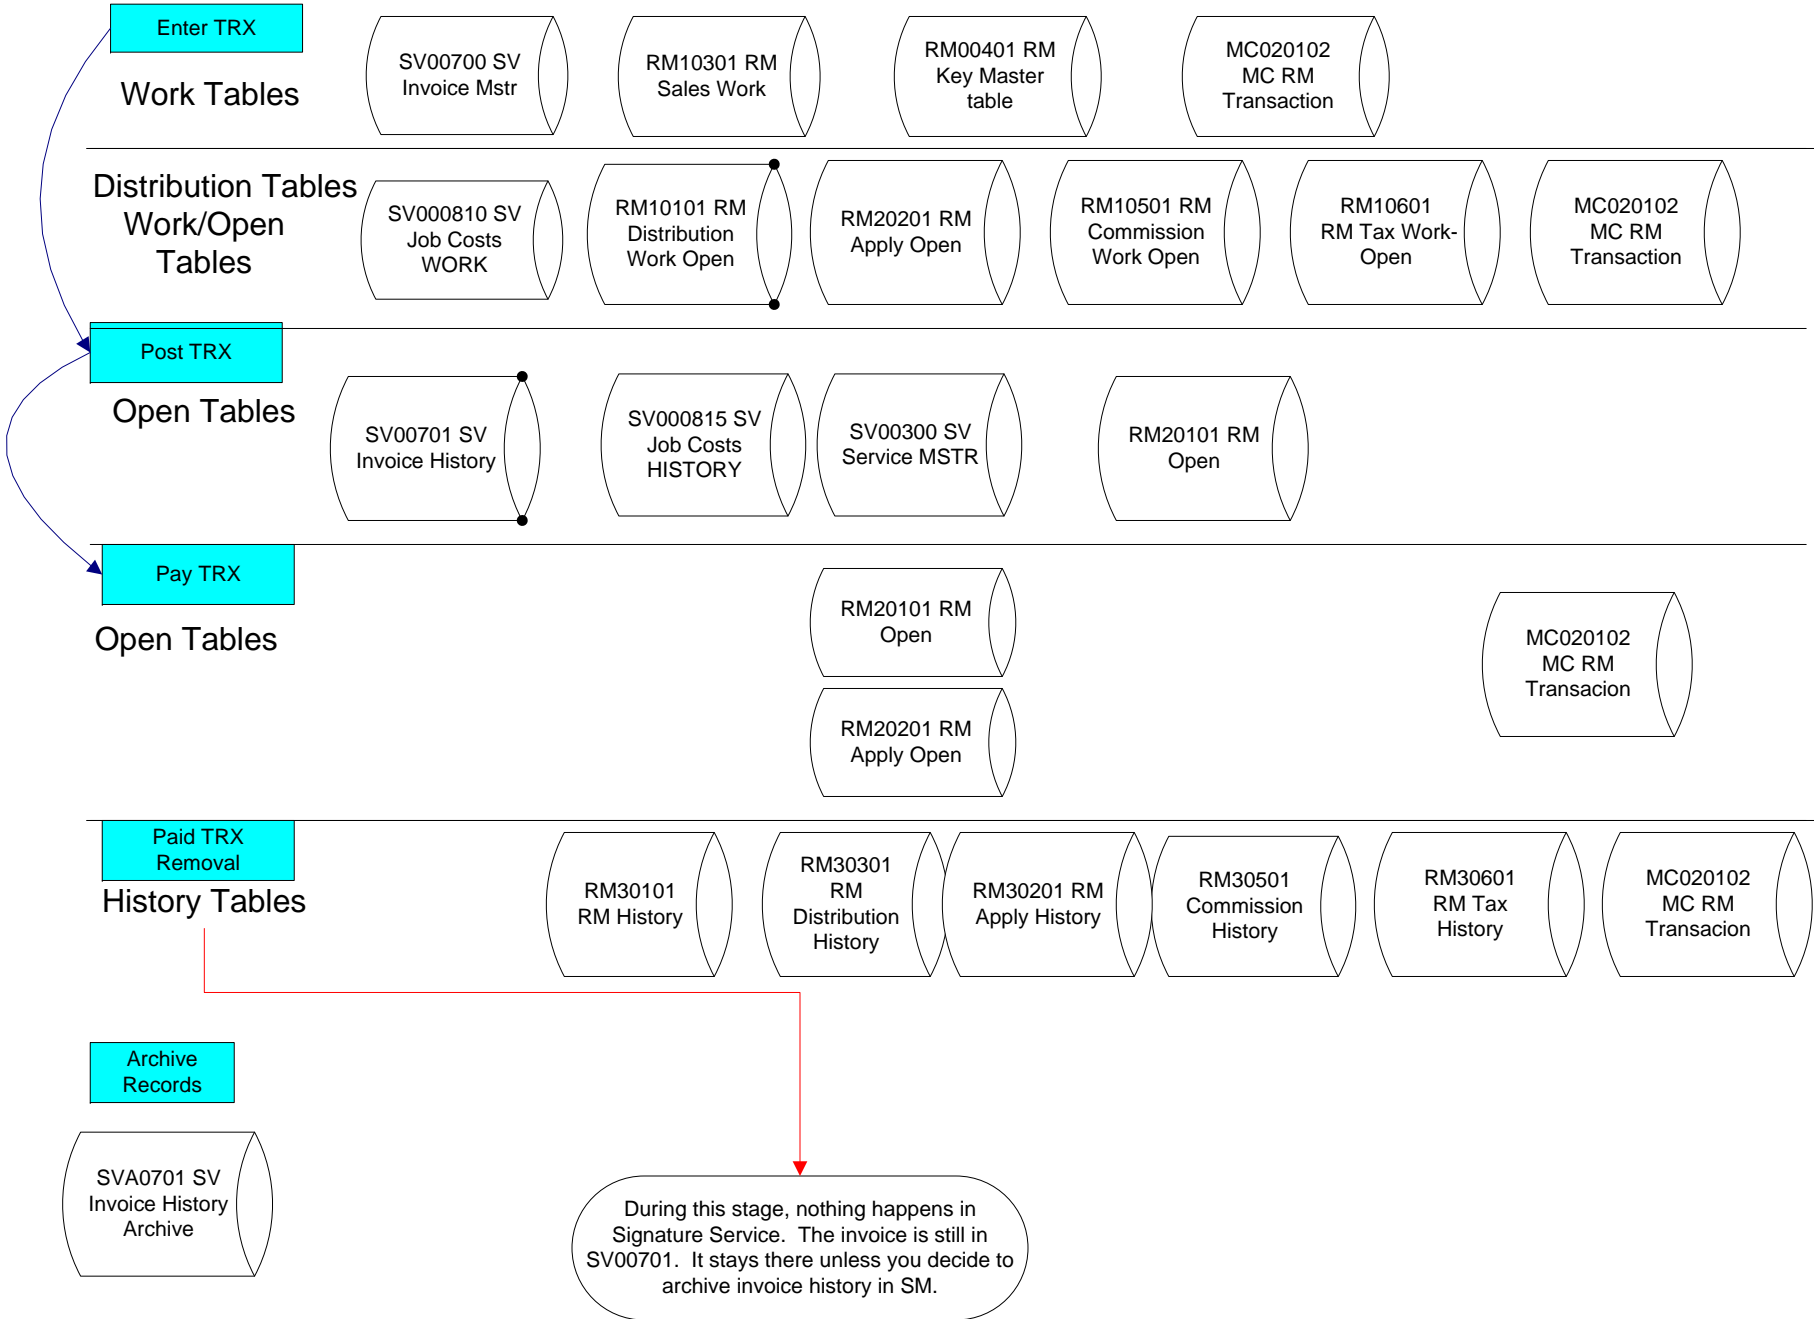 Enter TRX
Work Tables
SV00700 SV
Invoice Mstr
RM10301 RM
Sales Work
RM00401 RM
Key Master
table
MC020102
MC RM
Transaction
Distribution Tables
Work/Open
Tables
SV000810 SV
Job Costs
WORK
RM10101 RM
Distribution
Work Open
RM20201 RM
Apply Open
RM10501 RM
Commission
Work Open
RM10601
RM Tax Work-
Open
MC020102
MC RM
Transaction
Post TRX
Open Tables
SV00701 SV
Invoice History
SV000815 SV
Job Costs
HISTORY
SV00300 SV
Service MSTR
RM20101 RM
Open
Pay TRX
Open Tables
RM20101 RM
Open
RM20201 RM
Apply Open
MC020102
MC RM
Transacion
Paid TRX
Removal
History Tables
RM30101
RM History
RM30301
RM
Distribution
History
RM30201 RM
Apply History
RM30501
Commission
History
RM30601
RM Tax
History
MC020102
MC RM
Transacion
Archive
Records
SVA0701 SV
Invoice History
Archive
During this stage, nothing happens in
Signature Service.  The invoice is still in
SV00701.  It stays there unless you decide to
archive invoice history in SM.